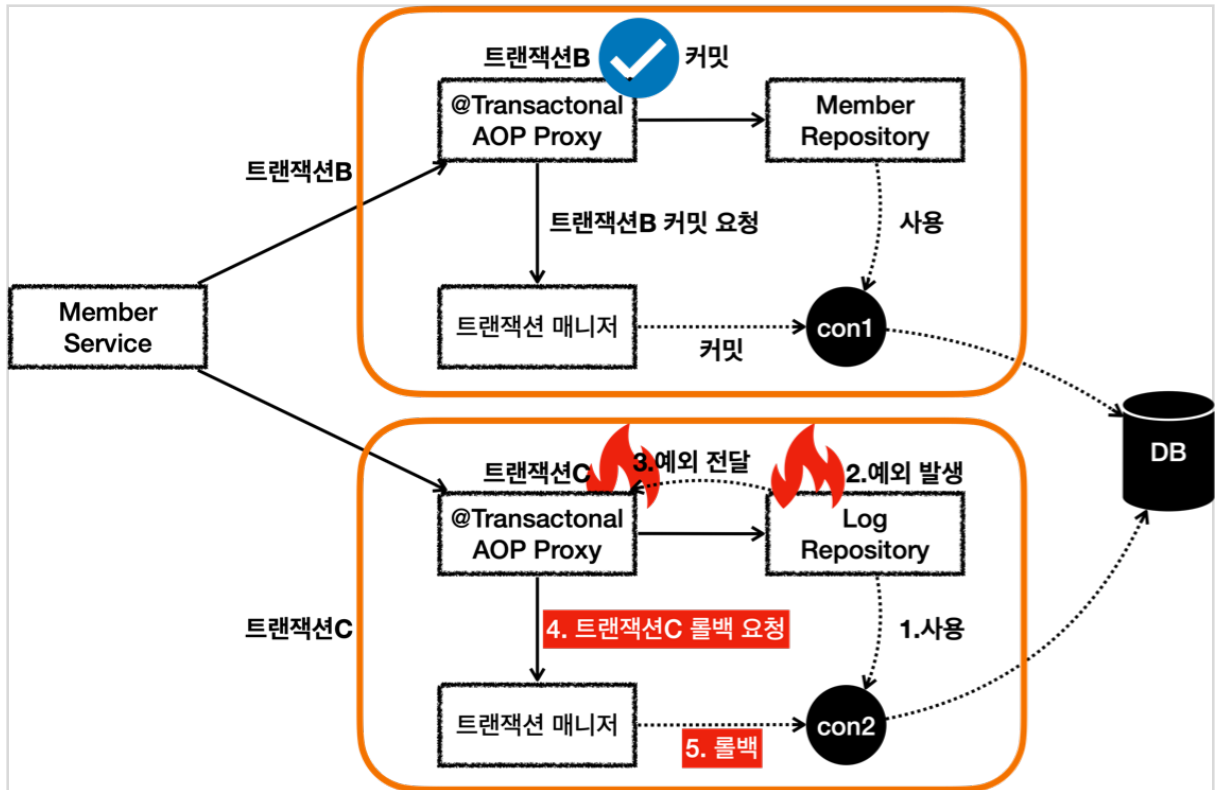 트랜잭션B 커밋
@Transactonal
AOP Proxy
Member
Repository
트랜잭션B
트랜잭션B 커밋 요청
사용
Member
Service
트랜잭션 매니저
con1
커밋
DB
트랜잭션C
3.예외 전달
2.예외 발생
@Transactonal
AOP Proxy
Log
Repository
트랜잭션C
4. 트랜잭션C 롤백 요청
1.사용
트랜잭션 매니저
con2
5. 롤백